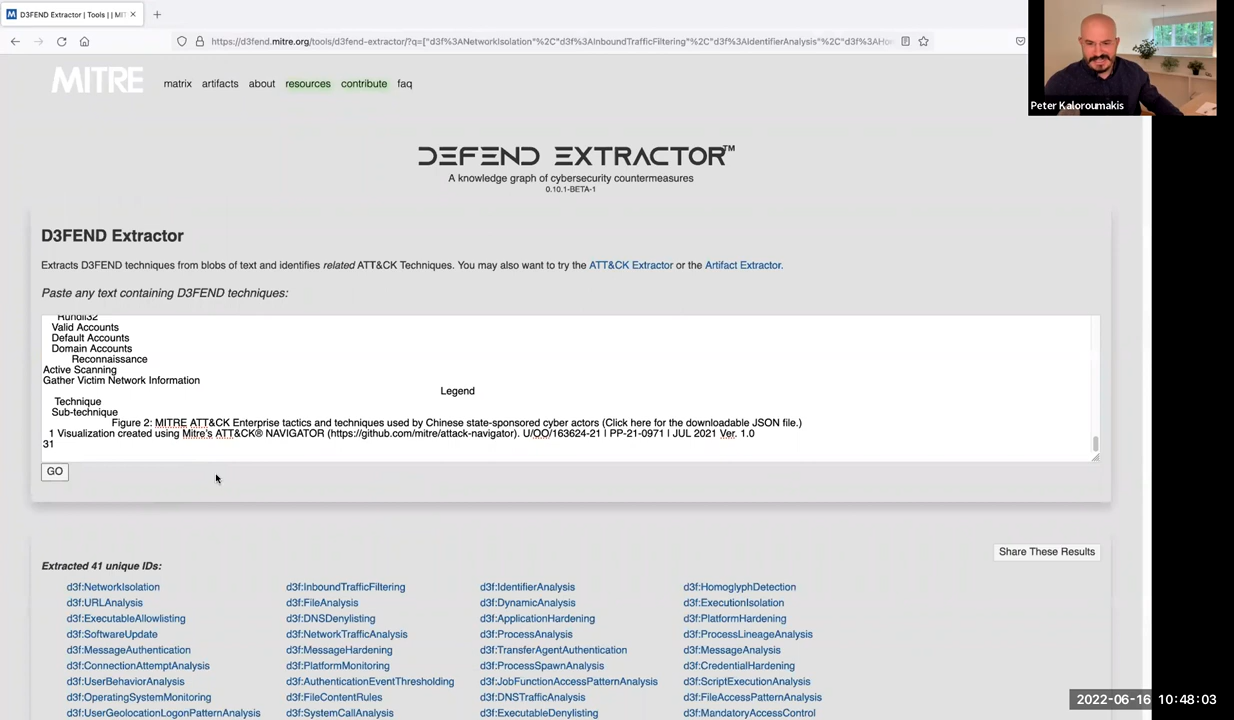 D3FEND Extractor | Tools | | MIT
https://d3fend.mitre.org/tools/d3fend-extractor/?q=["d3f%3ANetworkIsolation"%2C"d3f%3AInboundTrafficFiltering"%2C"d3f%3AIdentifierAnalysis"%2C"d3f%3AHo
Peter Kaloroumakis
MITRE matrix artifacts about resources contribute faq
D3FEND EXTRACTOR™
A knowledge graph of cybersecurity countermeasures
0.10.1-BETA-1
D3FEND Extractor
Extracts D3FEND techniques from blobs of text and identifies related ATT&CK Techniques. You may also want to try the ATT&CK Extractor or the Artifact Extractor.
Paste any text containing D3FEND techniques:
Rundll32
Valid Accounts
Default Accounts
Domain Accounts
Reconnaissance
Active Scanning
Gather Victim Network Information
Legend
Technique
Sub-technique
Figure 2: MITRE ATT&CK Enterprise tactics and techniques used by Chinese state-sponsored cyber actors (Click here for the downloadable JSON file.)
1 Visualization created using Mitre's ATT&CK® NAVIGATOR (https://github.com/mitre/attack-navigator). U/OO/163624-21 | PP-21-0971 | JUL 2021 Ver. 1.0
31
GO
Share These Results
Extracted 41 unique IDs:
d3f:NetworkIsolation d3f:InboundTrafficFiltering d3f:IdentifierAnalysis d3f:HomoglyphDetection
d3f:URLAnalysis d3f:FileAnalysis d3f:DynamicAnalysis d3f:ExecutionIsolation
d3f:ExecutableAllowlisting d3f:DNSDenylisting d3f:ApplicationHardening d3f:PlatformHardening
d3f:SoftwareUpdate d3f:NetworkTrafficAnalysis d3f:ProcessAnalysis d3f:ProcessLineageAnalysis
d3f:MessageAuthentication d3f:MessageHardening d3f:TransferAgentAuthentication d3f:MessageAnalysis
d3f:ConnectionAttemptAnalysis d3f:PlatformMonitoring d3f:ProcessSpawnAnalysis d3f:CredentialHardening
d3f:UserBehaviorAnalysis d3f:AuthenticationEventThresholding d3f:JobFunctionAccessPatternAnalysis d3f:ScriptExecutionAnalysis
d3f:OperatingSystemMonitoring d3f:FileContentRules d3f:DNSTrafficAnalysis d3f:FileAccessPatternAnalysis
d3f:UserGeolocationLogonPatternAnalysis d3f:SystemCallAnalysis d3f:ExecutableDenylisting d3f:MandatoryAccessControl
2022-06-16 10:48:03